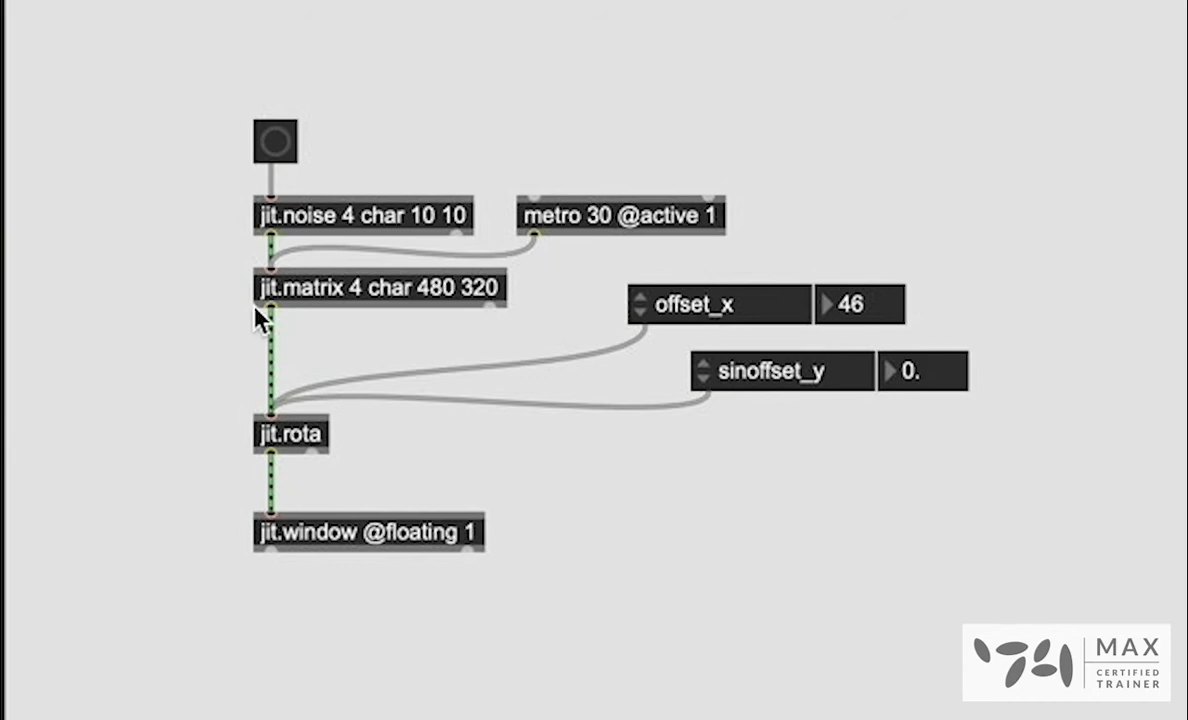 jit.noise 4 char 10 10
metro 30 @active 1
jit.matrix 4 char 480 320
offset_x
46
sinoffset_y
0.
jit.rota
jit.window @floating 1
74
MAX
CERTIFIED
TRAINER